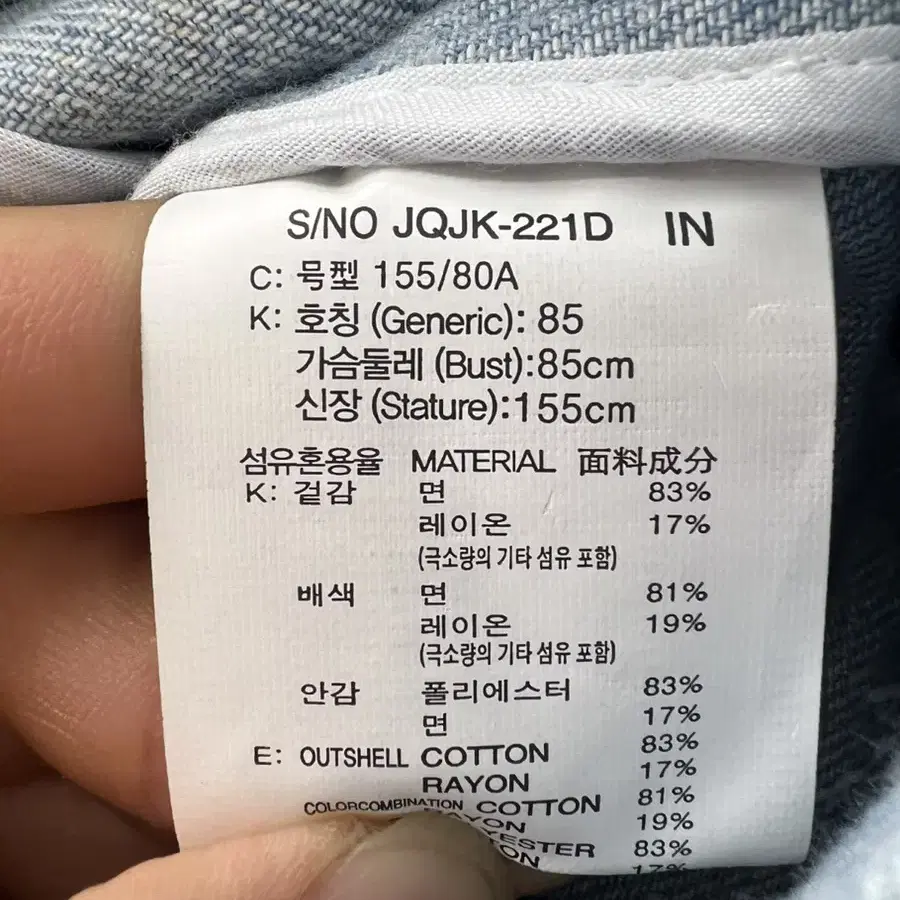 S/NO JQJK-221D IN
C: 号型 155/80A
K: 호칭 (Generic): 85
가슴둘레 (Bust):85cm
신장 (Stature):155cm
섬유혼용율 MATERIAL 面料成分
K: 겉감 면 83%
레이온 17%
(극소량의 기타 섬유 포함)
배색 면 81%
레이온 19%
(극소량의 기타 섬유 포함)
안감 폴리에스터 83%
면 17%
E: OUTSHELL COTTON 83%
RAYON 17%
COLORCOMBINATION COTTON 81%
19%
83%
17%